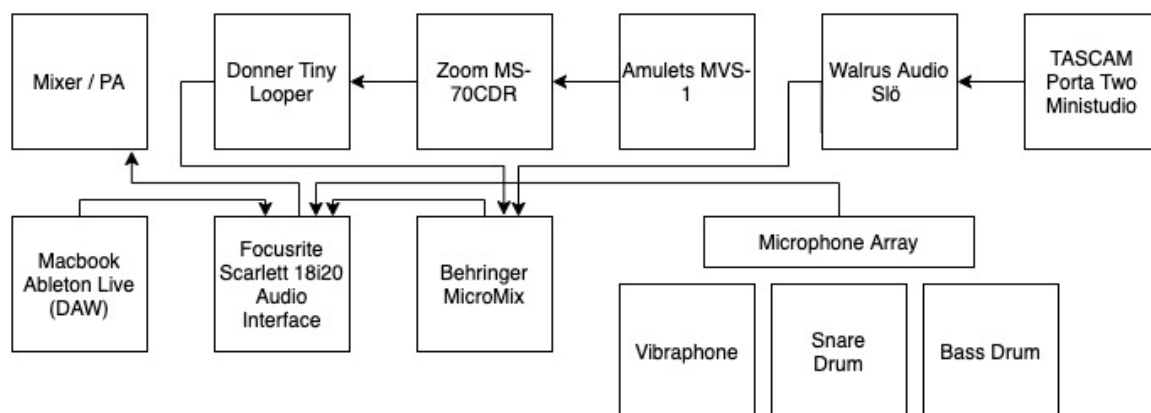 Mixer / PA
Donner Tiny
Looper
Zoom MS-
70CDR
Amulets MVS-
1
Walrus Audio
Slö
TASCAM
Porta Two
Ministudio
Macbook
Ableton Live
(DAW)
Focusrite
Scarlett 18i20
Audio
Interface
Behringer
MicroMix
Microphone Array
Vibraphone
Snare
Drum
Bass Drum